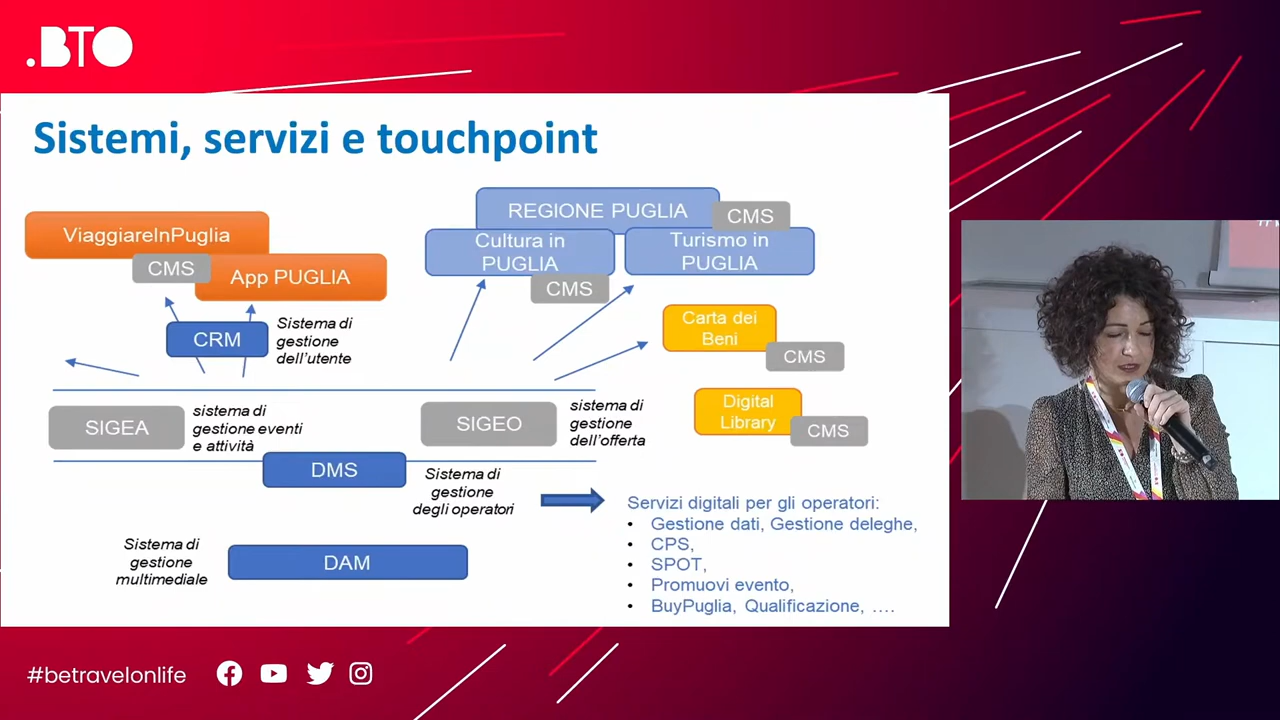 .BTO
Sistemi, servizi e touchpoint
ViaggiareInPuglia
CMS
App PUGLIA
CRM
Sistema di
gestione
dell'utente
REGIONE PUGLIA
CMS
Cultura in
PUGLIA
CMS
Turismo in
PUGLIA
Carta dei
Beni
CMS
Digital
Library
CMS
SIGEA
sistema di
gestione eventi
e attività
SIGEO
sistema di
gestione
dell'offerta
DMS
Sistema di
gestione
degli operatori
Sistema di
gestione
multimediale
DAM
Servizi digitali per gli operatori:
• Gestione dati, Gestione deleghe,
• CPS,
• SPOT,
• Promuovi evento,
• BuyPuglia, Qualificazione, ....
#betravelonlife